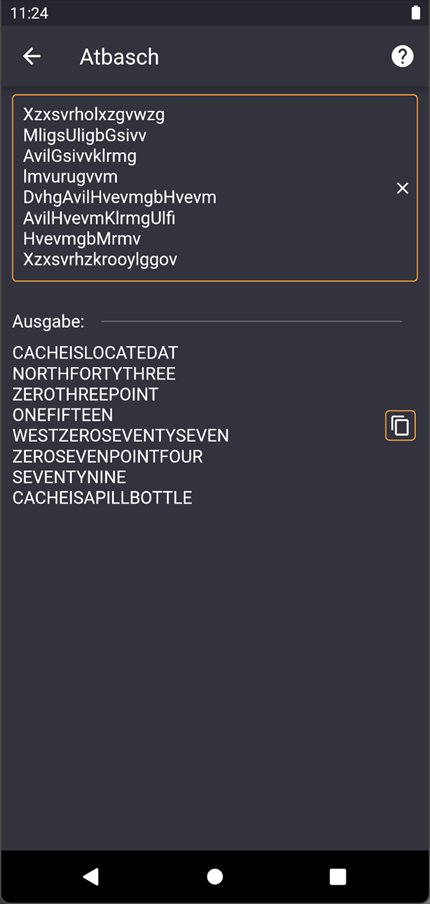 11:24
Atbasch
Xzxsvrholxzgvwzg
MligsUligbGsivv
AvilGsivvklrmg
lmvurugvvm
DvhgAvilHvevmgbHvevm
AvilHvevmKlrmgUlfi
HvevmgbMrmv
Xzxsvrhzkrooylggov
Ausgabe:
CACHEISLOCATEDAT
NORTHFORTYTHREE
ZEROTHREEPOINT
ONEFIFTEEN
WESTZEROSEVENTYSEVEN
ZEROSEVENPOINTFOUR
SEVENTYNINE
CACHEISAPILLBOTTLE